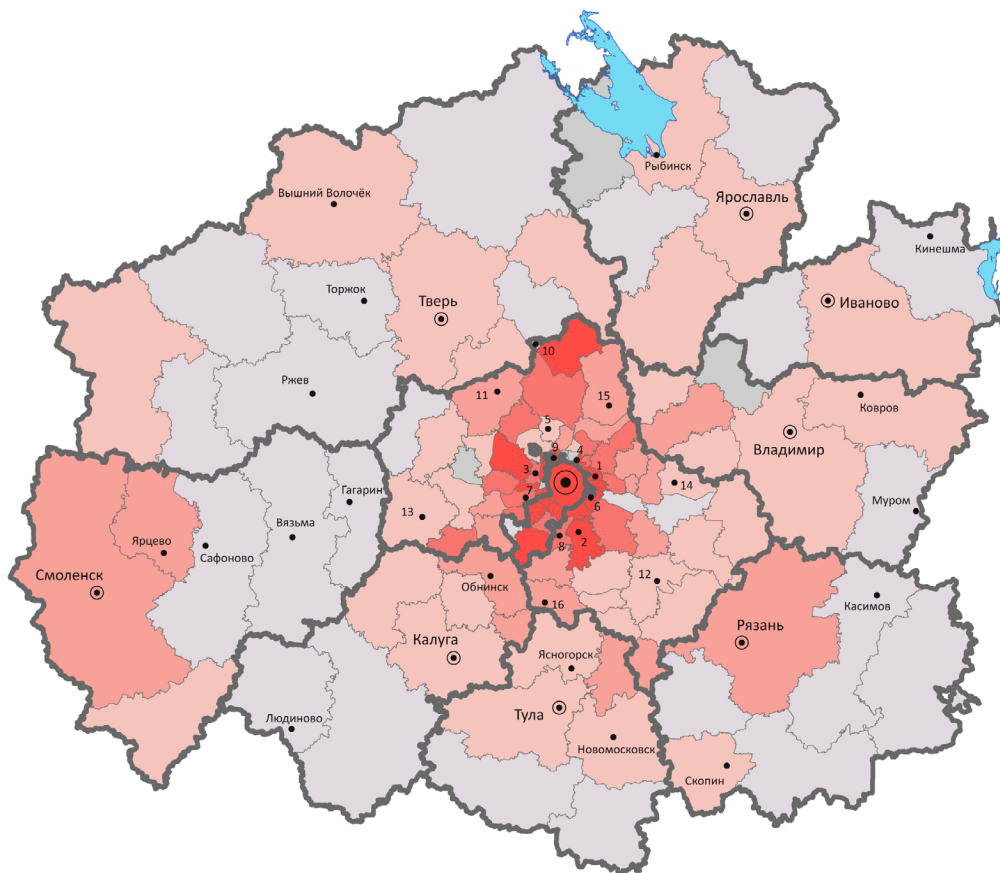 Рыбинск
Вышний Волочёк
Ярославль
Кинешма
Торжок
Тверь
Иваново
10
Ржев
11
15
Ковров
5
Владимир
9
4
3
1
Гагарин
14
7
6
Муром
13
Вязьма
Ярцево
2
8
Сафоново
Смоленск
Обнинск
12
16
Касимов
Рязань
Калуга
Ясногорск
Тула
Людиново
Новомосковск
Скопин